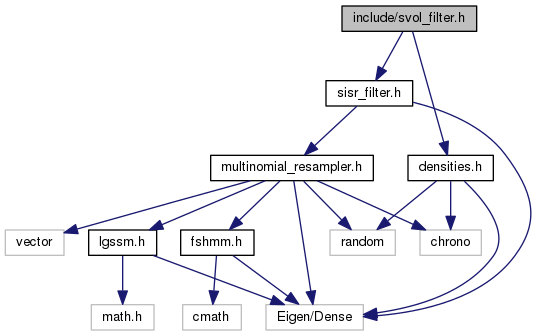 include/svol_filter.h
sisr_filter.h
multinomial_resampler.h
densities.h
vector
lgssm.h
fshmm.h
random
chrono
math.h
cmath
Eigen/Dense